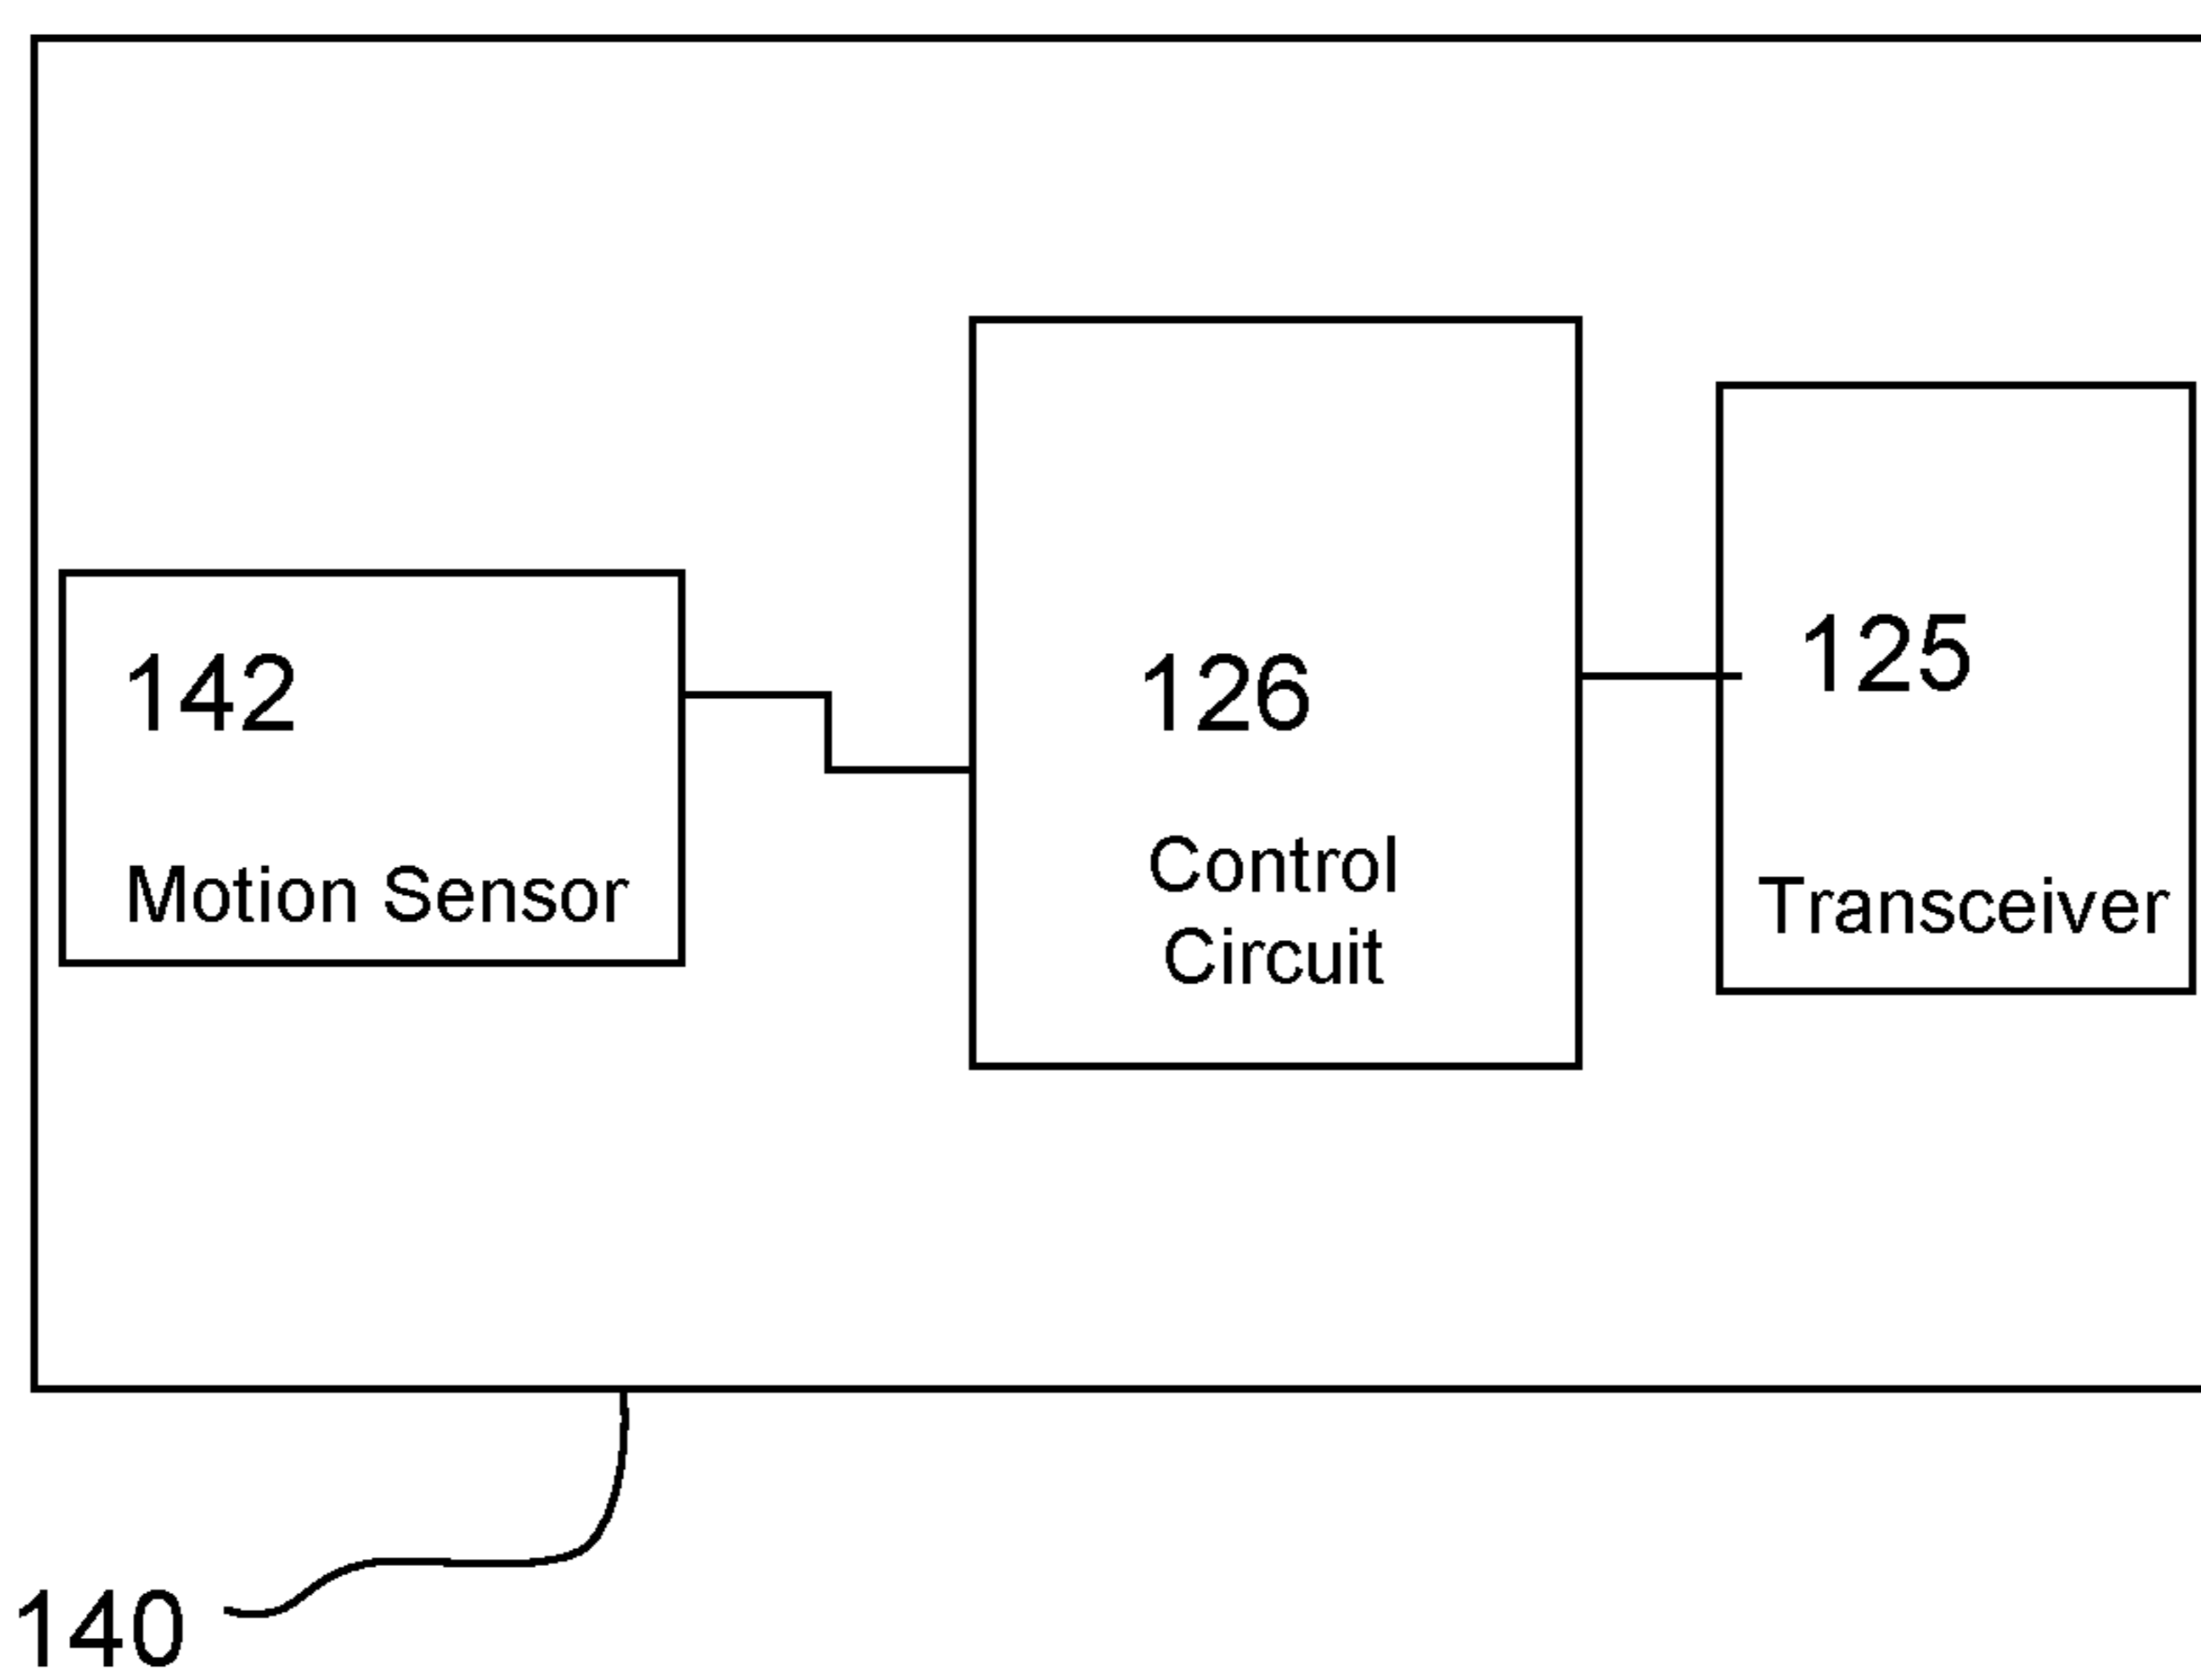 142
Motion Sensor
126
Control
Circuit
125
Transceiver
140